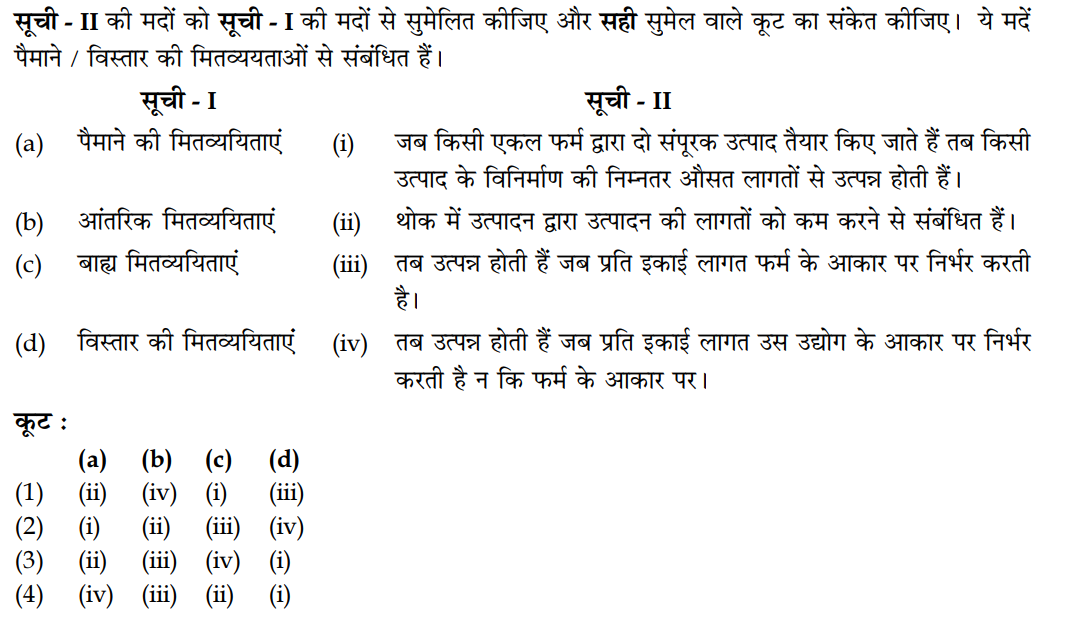 सूची - II की मदों को सूची - I की मदों से सुमेलित कीजिए और सही सुमेल वाले कूट का संकेत कीजिए। ये मदें
पैमाने / विस्तार की मितव्ययताओं से संबंधित हैं।
सूची - I सूची - II
(a) पैमाने की मितव्ययिताएं (i) जब किसी एकल फर्म द्वारा दो संपूरक उत्पाद तैयार किए जाते हैं तब किसी
उत्पाद के विनिर्माण की निम्नतर औसत लागतों से उत्पन्न होती हैं।
(b) आंतरिक मितव्ययिताएं (ii) थोक में उत्पादन द्वारा उत्पादन की लागतों को कम करने से संबंधित हैं।
(c) बाह्य मितव्ययिताएं (iii) तब उत्पन्न होती हैं जब प्रति इकाई लागत फर्म के आकार पर निर्भर करती
है।
(d) विस्तार की मितव्ययिताएं (iv) तब उत्पन्न होती हैं जब प्रति इकाई लागत उस उद्योग के आकार पर निर्भर
करती है न कि फर्म के आकार पर।
कूट :
(a) (b) (c) (d)
(1) (ii) (iv) (i) (iii)
(2) (i) (ii) (iii) (iv)
(3) (ii) (iii) (iv) (i)
(4) (iv) (iii) (ii) (i)